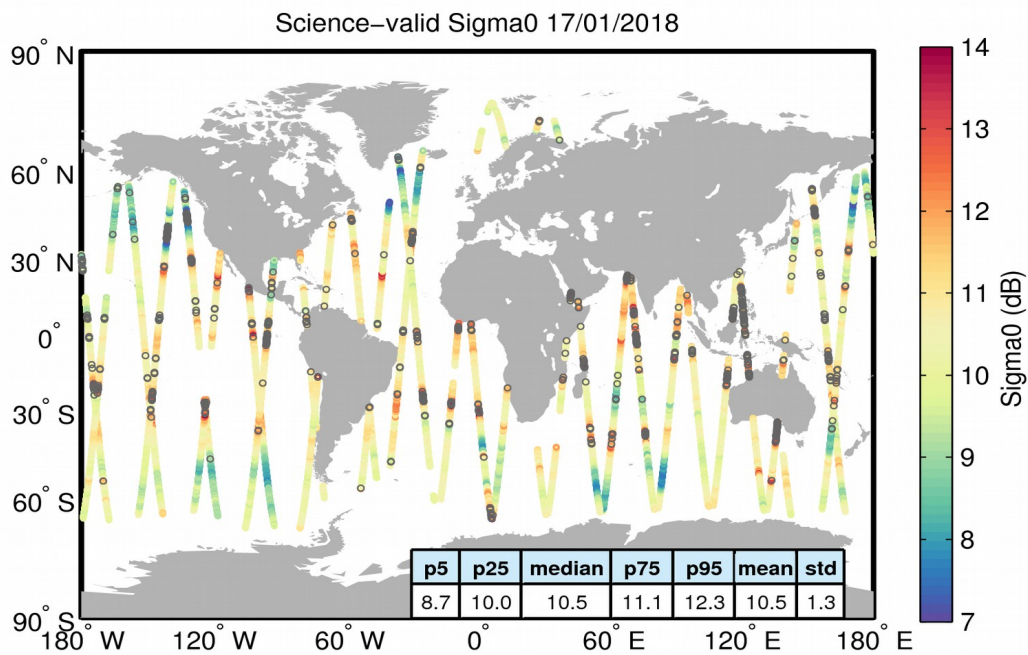 Science−valid Sigma0 17/01/2018
90° N
60° N
30° N
0°
30° S
60° S
90° S
180° W
120° W
60° W
0°
60° E
120° E
180° E
14
13
12
11
10
9
8
7
Sigma0 (dB)
p5 p25 median p75 p95 mean std
8.7 10.0 10.5 11.1 12.3 10.5 1.3